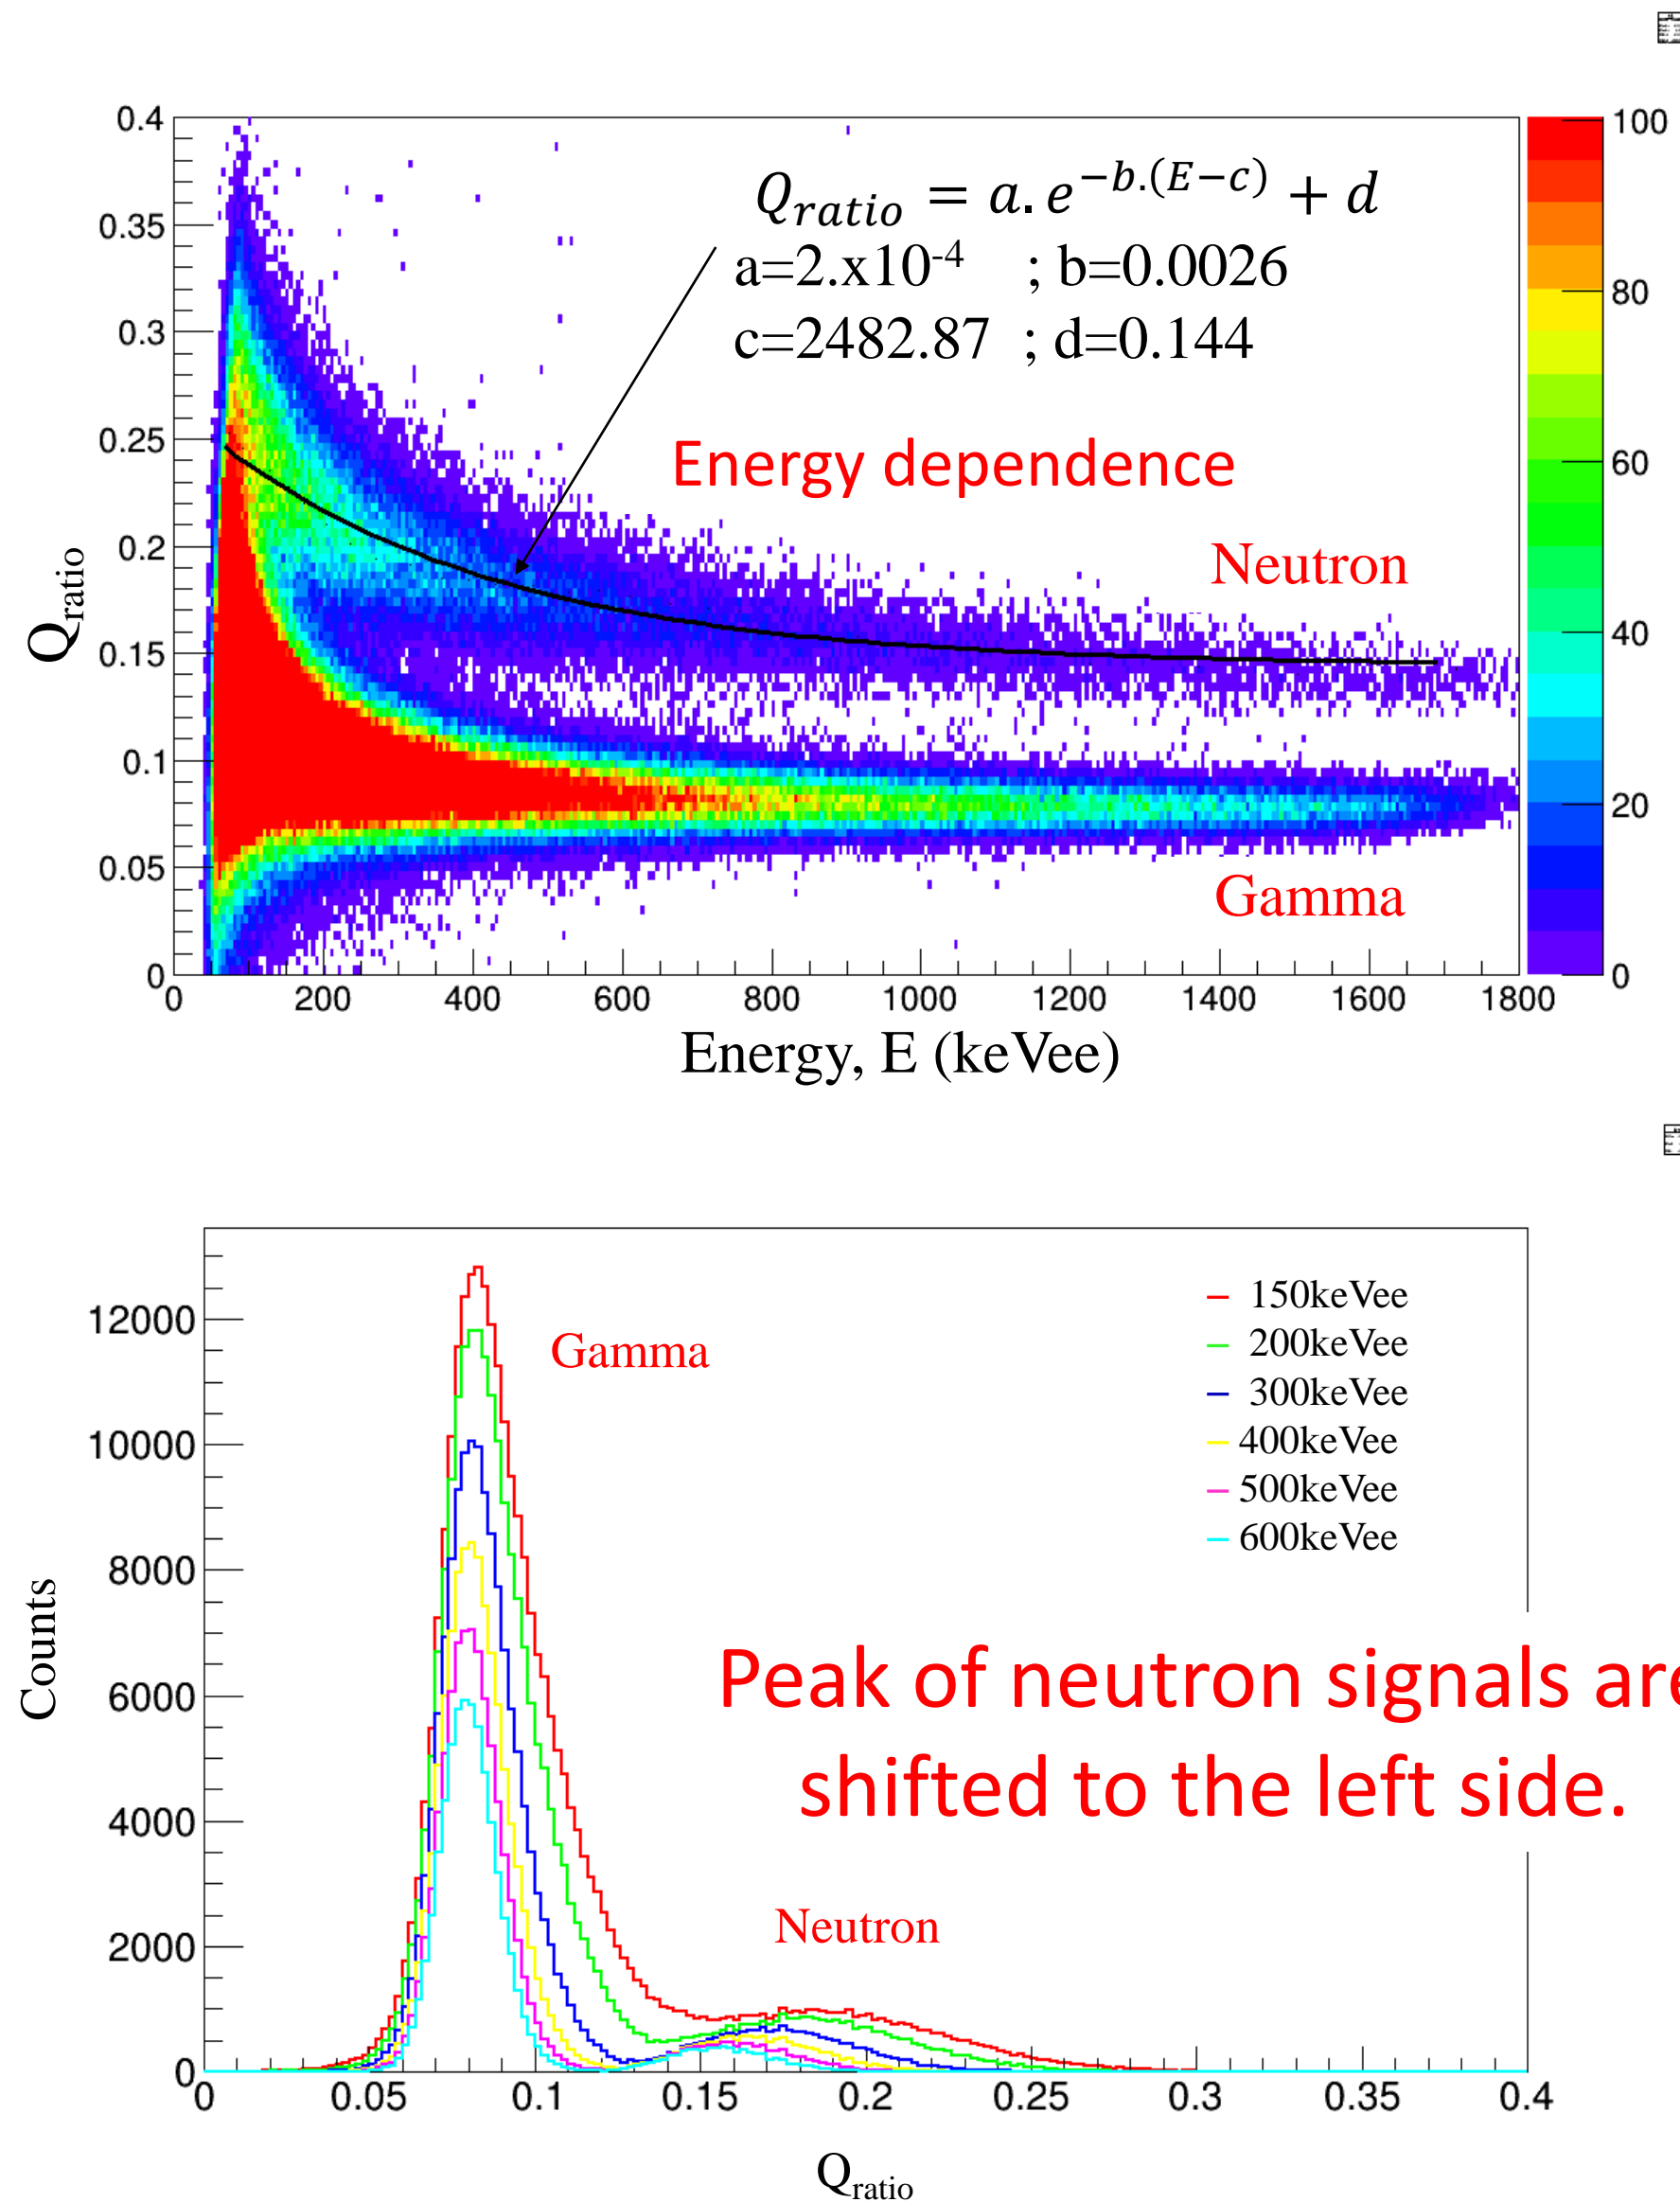 0.4
0.35
0.3
0.25
0.2
0.15
0.1
0.05
0
Q_ratio
Q_ratio = a. e^−b.(E−c) + d
a=2.x10^-4 ; b=0.0026
c=2482.87 ; d=0.144
Energy dependence
Neutron
Gamma
100
80
60
40
20
0
0 200 400 600 800 1000 1200 1400 1600 1800
Energy, E (keVee)
12000
10000
8000
6000
4000
2000
0
Counts
Gamma
150keVee
200keVee
300keVee
400keVee
500keVee
600keVee
Peak of neutron signals are
shifted to the left side.
Neutron
0 0.05 0.1 0.15 0.2 0.25 0.3 0.35 0.4
Q_ratio